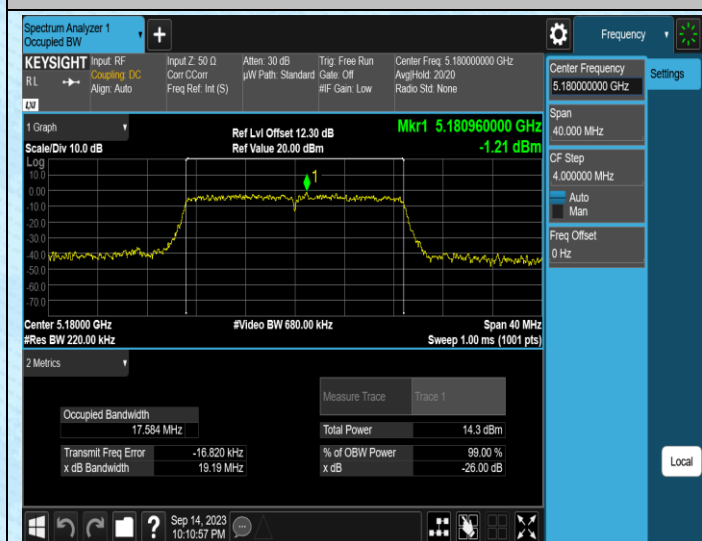 Spectrum Analyzer 1
Occupied BW
+
Frequency
KEYSIGHT
R L
LXI
Input: RF
Coupling: DC
Align: Auto
Input Z: 50 Ω
Corr CCorr
Freq Ref: Int (S)
Atten: 30 dB
µW Path: Standard
Trig: Free Run
Gate: Off
#IF Gain: Low
Center Freq: 5.180000000 GHz
Avg|Hold: 20/20
Radio Std: None
Center Frequency
5.180000000 GHz
Settings
Span
40.000 MHz
CF Step
4.000000 MHz
Auto
Man
Freq Offset
0 Hz
1 Graph
Scale/Div 10.0 dB
Ref Lvl Offset 12.30 dB
Ref Value 20.00 dBm
Mkr1 5.180960000 GHz
-1.21 dBm
Log
10.0
0.00
-10.0
-20.0
-30.0
-40.0
-50.0
-60.0
-70.0
1
Center 5.18000 GHz
#Video BW 680.00 kHz
Span 40 MHz
#Res BW 220.00 kHz
Sweep 1.00 ms (1001 pts)
2 Metrics
Measure Trace
Trace 1
Occupied Bandwidth
17.584 MHz
Total Power
14.3 dBm
Transmit Freq Error
-16.820 kHz
% of OBW Power
99.00 %
x dB Bandwidth
19.19 MHz
x dB
-26.00 dB
Local
?
Sep 14, 2023
10:10:57 PM